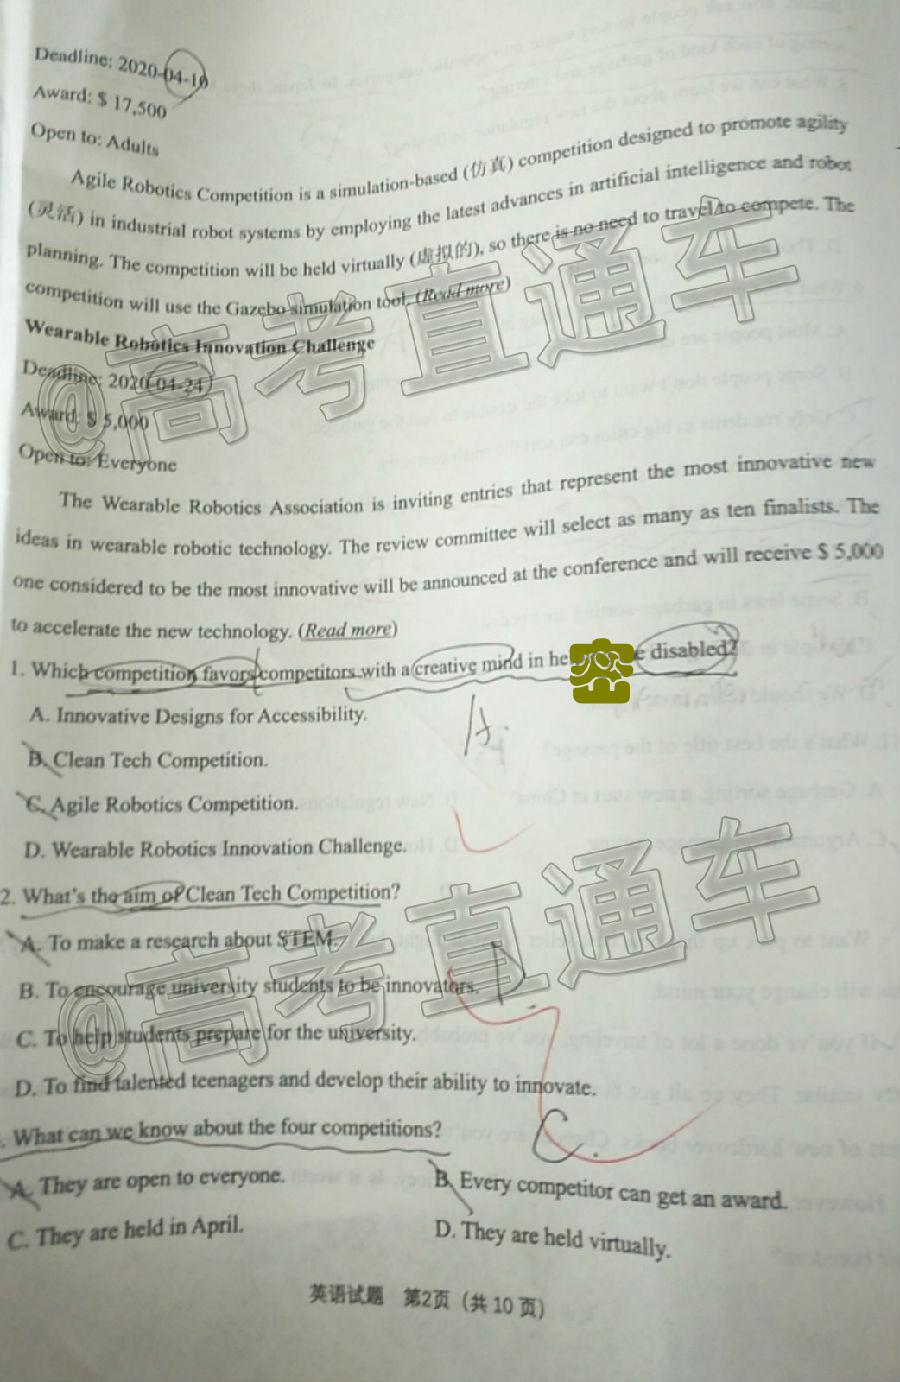 Deadline: 2020-04-10
Award: $ 17,500
Open to: Adults
Agile Robotics Competition is a simulation-based (仿真) competition designed to promote agility
(灵活) in industrial robot systems by employing the latest advances in artificial intelligence and robot
planning. The competition will be held virtually (虚拟的), so there is no need to travel to compete. The
competition will use the Gazebo simulation tool. (Read more)
Wearable Robotics Innovation Challenge
Deadline: 2020-04-24
Award: $ 5,000
Open to: Everyone
The Wearable Robotics Association is inviting entries that represent the most innovative new
ideas in wearable robotic technology. The review committee will select as many as ten finalists. The
one considered to be the most innovative will be announced at the conference and will receive $ 5,000
to accelerate the new technology. (Read more)
1. Which competition favors competitors with a creative mind in disabled?
A. Innovative Designs for Accessibility.
A.
B. Clean Tech Competition.
C. Agile Robotics Competition.
D. Wearable Robotics Innovation Challenge.
2. What's the aim of Clean Tech Competition?
A. To make a research about STEM.
B. To encourage university students to be innovators.
D.
C. To help students prepare for the university.
D. To find talented teenagers and develop their ability to innovate.
. What can we know about the four competitions?
C.
A. They are open to everyone. B. Every competitor can get an award.
C. They are held in April. D. They are held virtually.
英语试题 第2页（共 10 页）
@高考直通车
@高考直通车